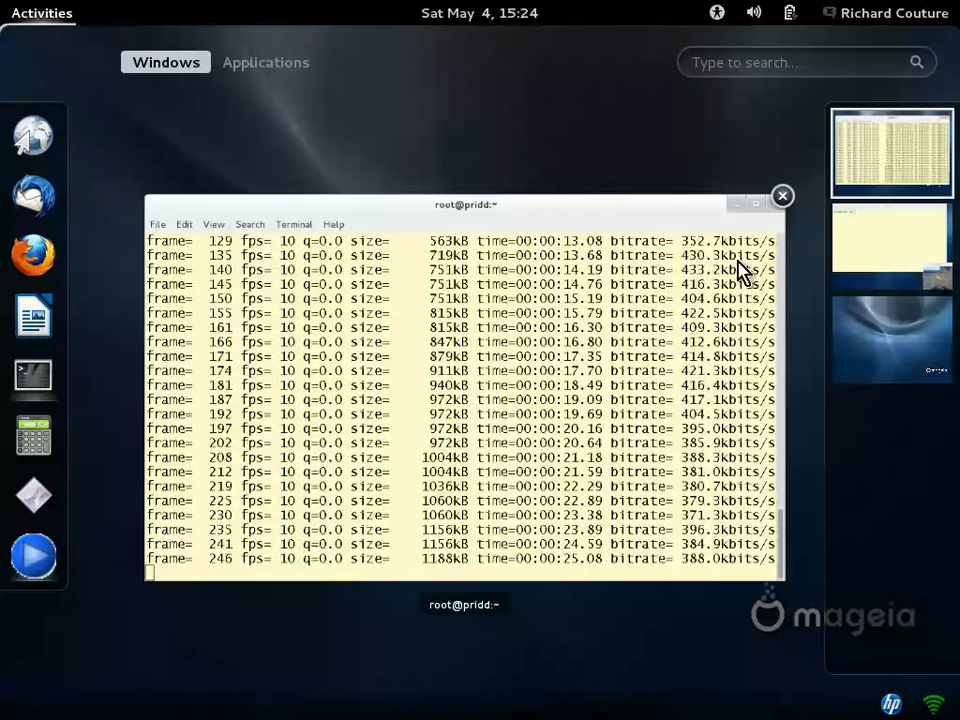 Activities
Sat May 4, 15:24
Richard Couture
Windows
Applications
Type to search...
root@pridd:~
File Edit View Search Terminal Help
frame= 129 fps= 10 q=0.0 size= 563kB time=00:00:13.08 bitrate= 352.7kbits/s
frame= 135 fps= 10 q=0.0 size= 719kB time=00:00:13.68 bitrate= 430.3kbits/s
frame= 140 fps= 10 q=0.0 size= 751kB time=00:00:14.19 bitrate= 433.2kbits/s
frame= 145 fps= 10 q=0.0 size= 751kB time=00:00:14.76 bitrate= 416.3kbits/s
frame= 150 fps= 10 q=0.0 size= 751kB time=00:00:15.19 bitrate= 404.6kbits/s
frame= 155 fps= 10 q=0.0 size= 815kB time=00:00:15.79 bitrate= 422.5kbits/s
frame= 161 fps= 10 q=0.0 size= 815kB time=00:00:16.30 bitrate= 409.3kbits/s
frame= 166 fps= 10 q=0.0 size= 847kB time=00:00:16.80 bitrate= 412.6kbits/s
frame= 171 fps= 10 q=0.0 size= 879kB time=00:00:17.35 bitrate= 414.8kbits/s
frame= 174 fps= 10 q=0.0 size= 911kB time=00:00:17.70 bitrate= 421.3kbits/s
frame= 181 fps= 10 q=0.0 size= 940kB time=00:00:18.49 bitrate= 416.4kbits/s
frame= 187 fps= 10 q=0.0 size= 972kB time=00:00:19.09 bitrate= 417.1kbits/s
frame= 192 fps= 10 q=0.0 size= 972kB time=00:00:19.69 bitrate= 404.5kbits/s
frame= 197 fps= 10 q=0.0 size= 972kB time=00:00:20.16 bitrate= 395.0kbits/s
frame= 202 fps= 10 q=0.0 size= 972kB time=00:00:20.64 bitrate= 385.9kbits/s
frame= 208 fps= 10 q=0.0 size= 1004kB time=00:00:21.18 bitrate= 388.3kbits/s
frame= 212 fps= 10 q=0.0 size= 1004kB time=00:00:21.59 bitrate= 381.0kbits/s
frame= 219 fps= 10 q=0.0 size= 1036kB time=00:00:22.29 bitrate= 380.7kbits/s
frame= 225 fps= 10 q=0.0 size= 1060kB time=00:00:22.89 bitrate= 379.3kbits/s
frame= 230 fps= 10 q=0.0 size= 1060kB time=00:00:23.38 bitrate= 371.3kbits/s
frame= 235 fps= 10 q=0.0 size= 1156kB time=00:00:23.89 bitrate= 396.3kbits/s
frame= 241 fps= 10 q=0.0 size= 1156kB time=00:00:24.59 bitrate= 384.9kbits/s
frame= 246 fps= 10 q=0.0 size= 1188kB time=00:00:25.08 bitrate= 388.0kbits/s
root@pridd:~
mageia
hp